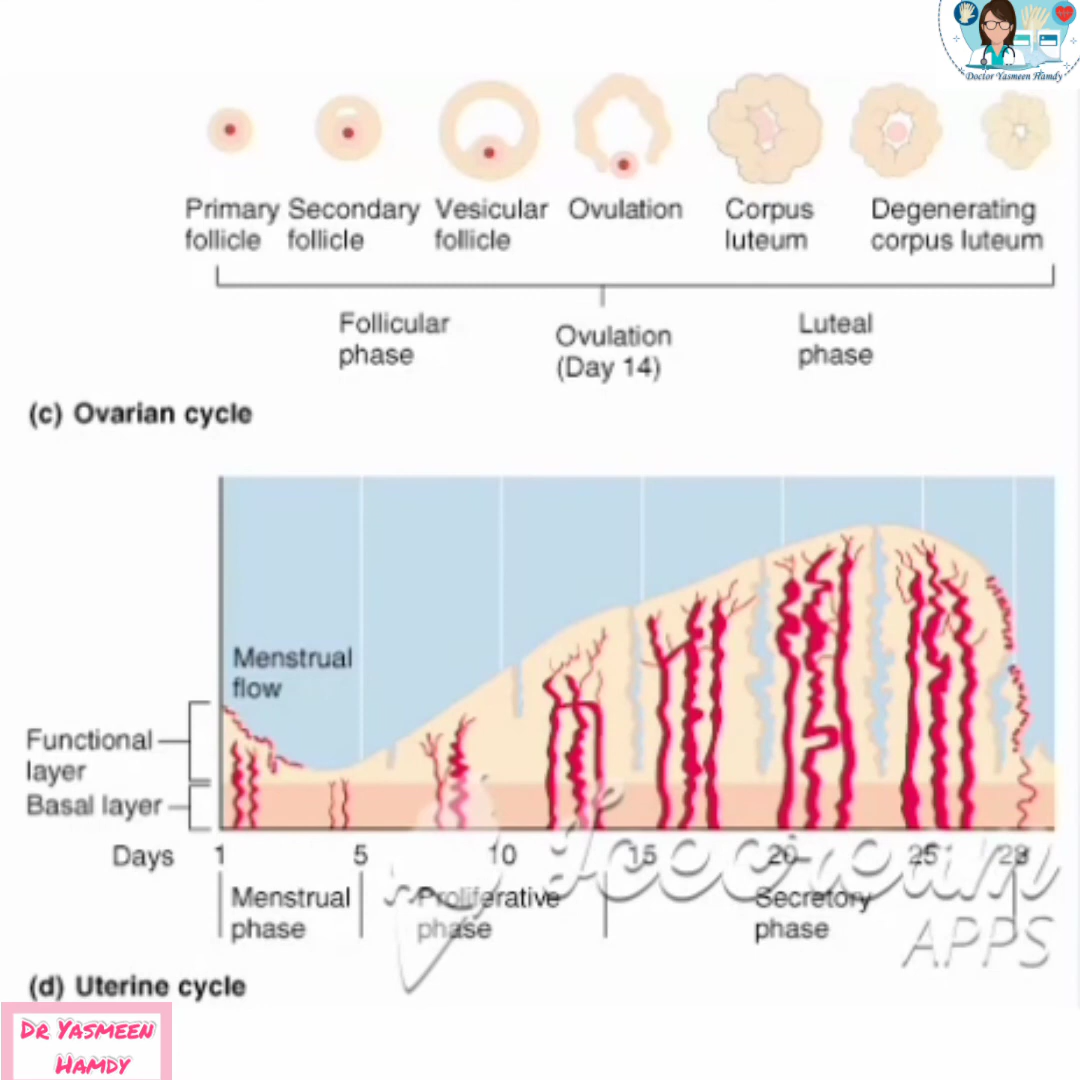 Doctor Yasmeen Hamdy
Primary Secondary Vesicular Ovulation Corpus Degenerating
follicle follicle follicle luteum corpus luteum
Follicular
phase
Ovulation
(Day 14)
Luteal
phase
(c) Ovarian cycle
Menstrual
flow
Functional
layer
Basal layer
Days 1 5 10 15 20 25 28
Menstrual
phase
Proliferative
phase
Secretory
phase
APPS
(d) Uterine cycle
Dr Yasmeen
Hamdy